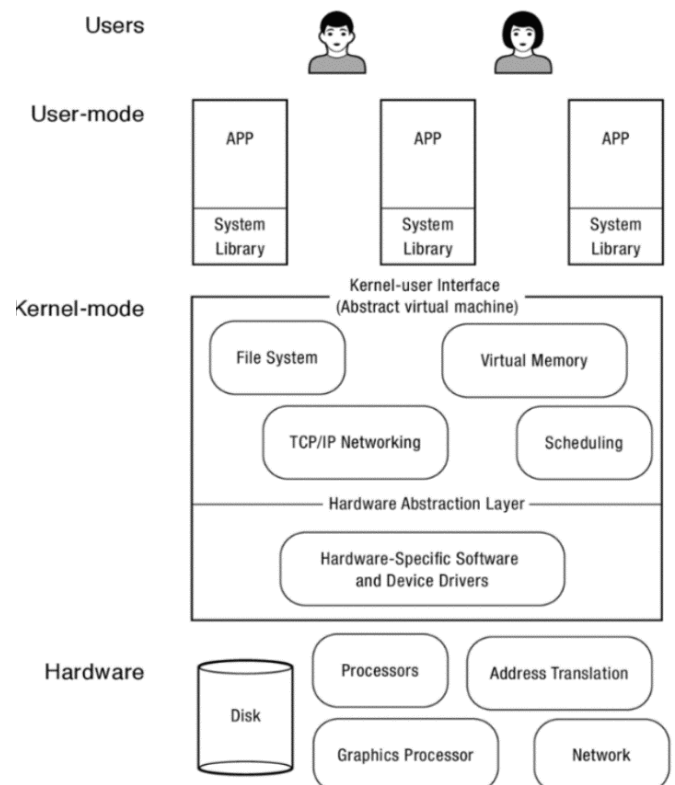 Users
User-mode
APP
APP
APP
System
Library
System
Library
System
Library
Kernel-user Interface
(Abstract virtual machine)
Kernel-mode
File System
Virtual Memory
TCP/IP Networking
Scheduling
Hardware Abstraction Layer
Hardware-Specific Software
and Device Drivers
Hardware
Processors
Address Translation
Disk
Graphics Processor
Network